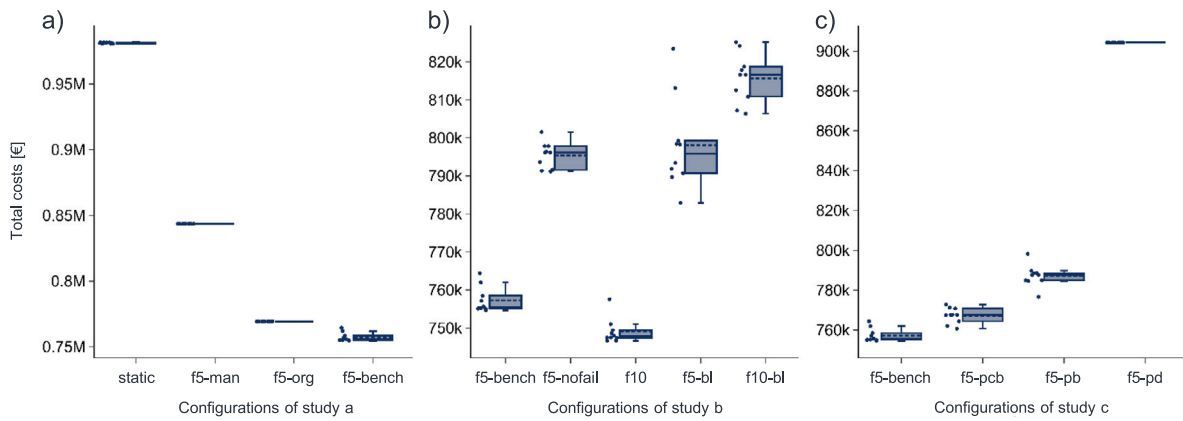 a)
Total costs [€]
0.95M
0.9M
0.85M
0.8M
0.75M
static f5-man f5-org f5-bench
Configurations of study a
b)
820k
810k
800k
790k
780k
770k
760k
750k
f5-bench f5-nofail f10 f5-bl f10-bl
Configurations of study b
c)
900k
880k
860k
840k
820k
800k
780k
760k
f5-bench f5-pcb f5-pb f5-pd
Configurations of study c